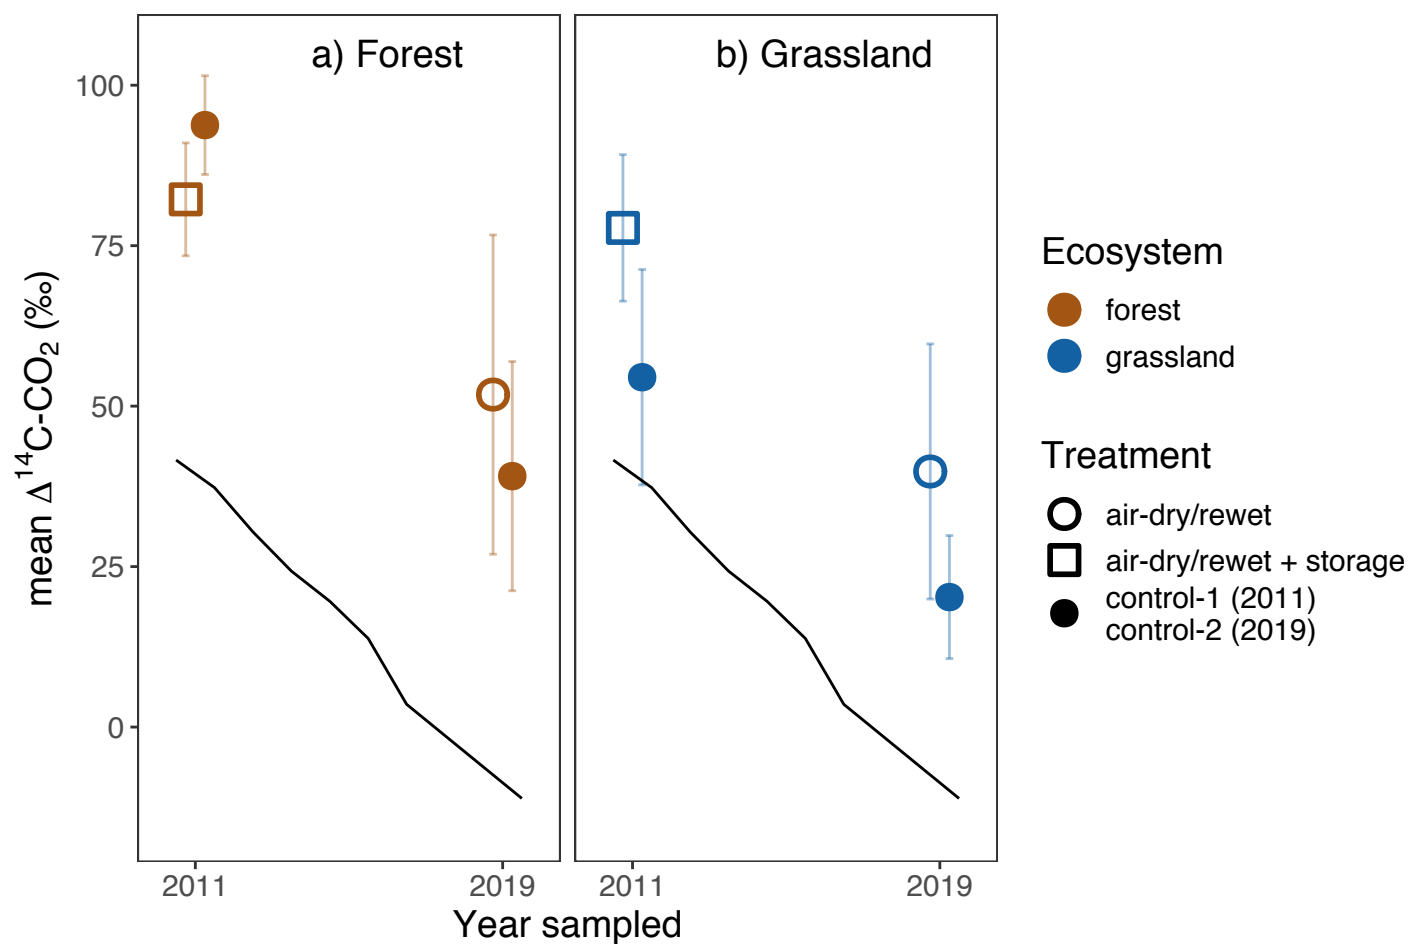 a) Forest
b) Grassland
100
75
50
25
0
mean Δ¹⁴C-CO₂ (‰)
2011
2019
2011
2019
Year sampled
Ecosystem
forest
grassland
Treatment
air-dry/rewet
air-dry/rewet + storage
control-1 (2011)
control-2 (2019)